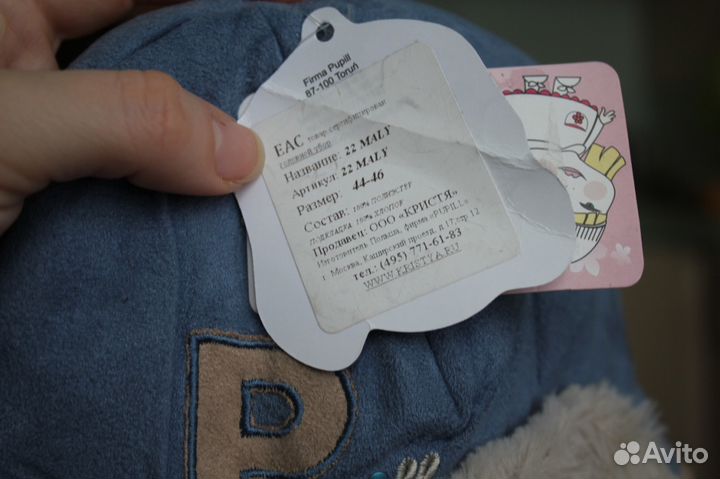 Firma Pupill
87-100 Toruń
EAC товар сертифицирован
головной убор
Название: 22 MALY
Артикул: 22 MALY
Размер: 44-46
Состав: 100% ПОЛИЭСТЕР
ПОДКЛАДКА 100% ХЛОПОК
Продавец: ООО «КРИСТЯ»
Изготовитель Польша, фирма «PUPILL»
г. Москва, Каширский проезд, д.17, стр 12
тел.: (495) 771-61-83
WWW.KRISTYA.RU
P
Avito